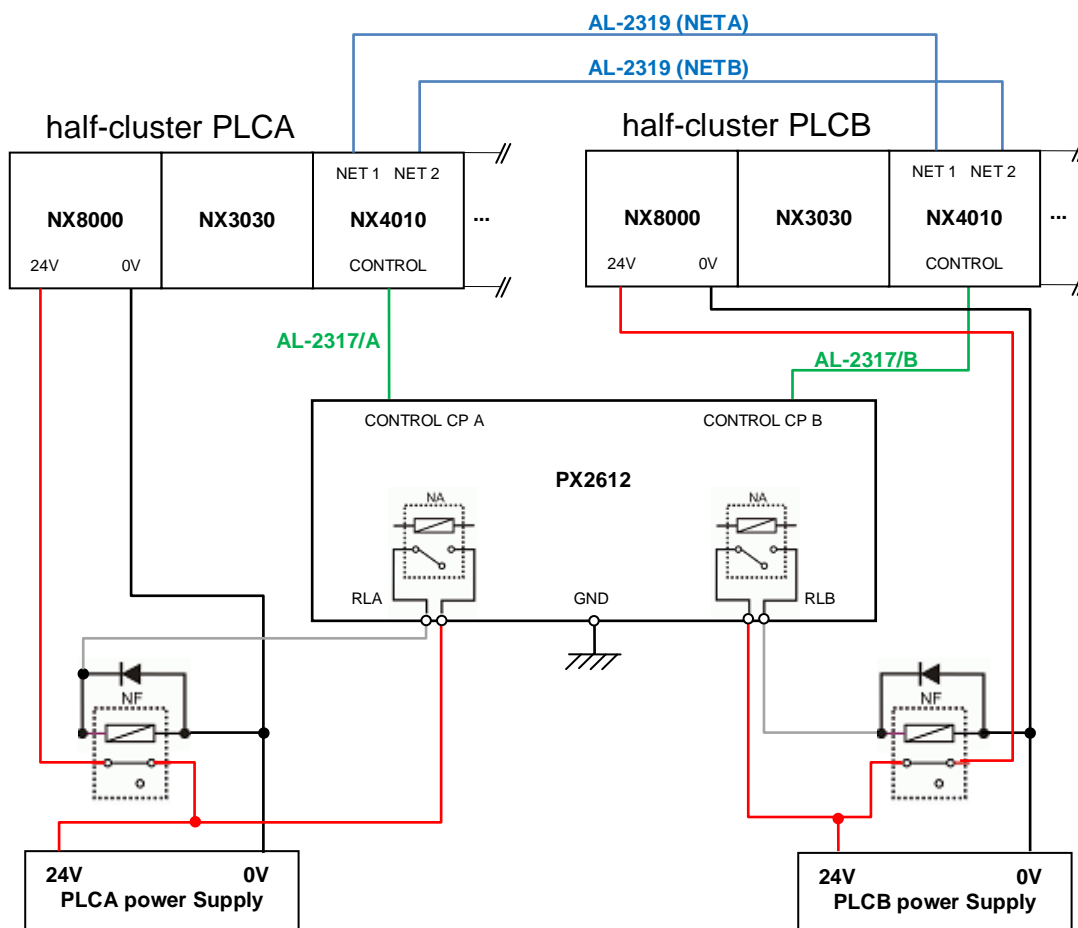 AL-2319 (NETA)
AL-2319 (NETB)
half-cluster PLCA
half-cluster PLCB
NET 1 NET 2
NX8000
NX3030
NX4010
...
24V
0V
CONTROL
NET 1 NET 2
NX8000
NX3030
NX4010
...
24V
0V
CONTROL
AL-2317/A
AL-2317/B
CONTROL CP A
CONTROL CP B
PX2612
NA
NA
RLA
GND
RLB
NF
NF
24V
0V
PLCA power Supply
24V
0V
PLCB power Supply